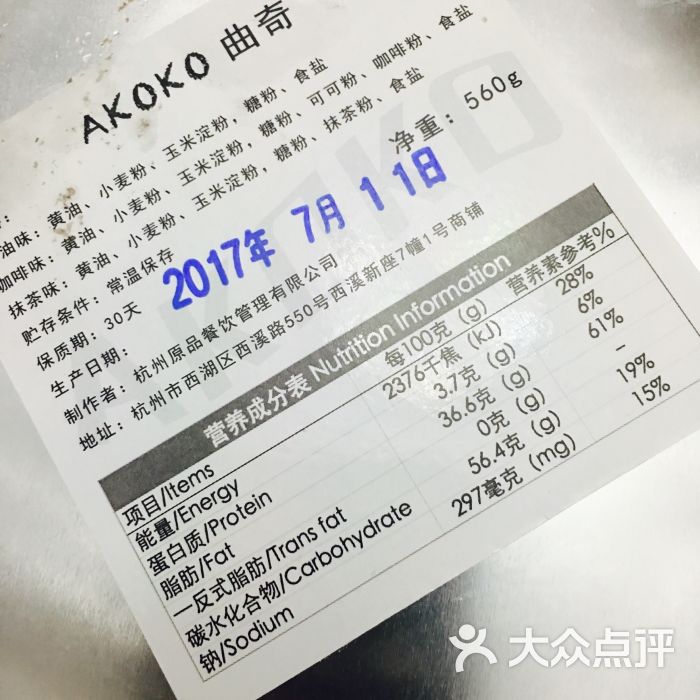 AKOKO 曲奇
油味：黄油、小麦粉、玉米淀粉，糖粉、食盐
咖啡味：黄油、小麦粉、玉米淀粉，糖粉、可可粉、咖啡粉、食盐
抹茶味：黄油、小麦粉、玉米淀粉，糖粉、抹茶粉、食盐
贮存条件：常温保存
净重：560g
保质期：30天
生产日期： 2017年 7月 11日
制作者：杭州原品餐饮管理有限公司
地址：杭州市西湖区西溪路550号西溪新座7幢1号商铺
营养成分表 Nutrition Information
项目/Items 每100克 (g) 营养素参考%
能量/Energy 2376千焦 (kJ) 28%
蛋白质/Protein 3.7克 (g) 6%
脂肪/Fat 36.6克 (g) 61%
一反式脂肪/Trans fat 0克 (g) -
碳水化合物/Carbohydrate 56.4克 (g) 19%
钠/Sodium 297毫克 (mg) 15%
大众点评